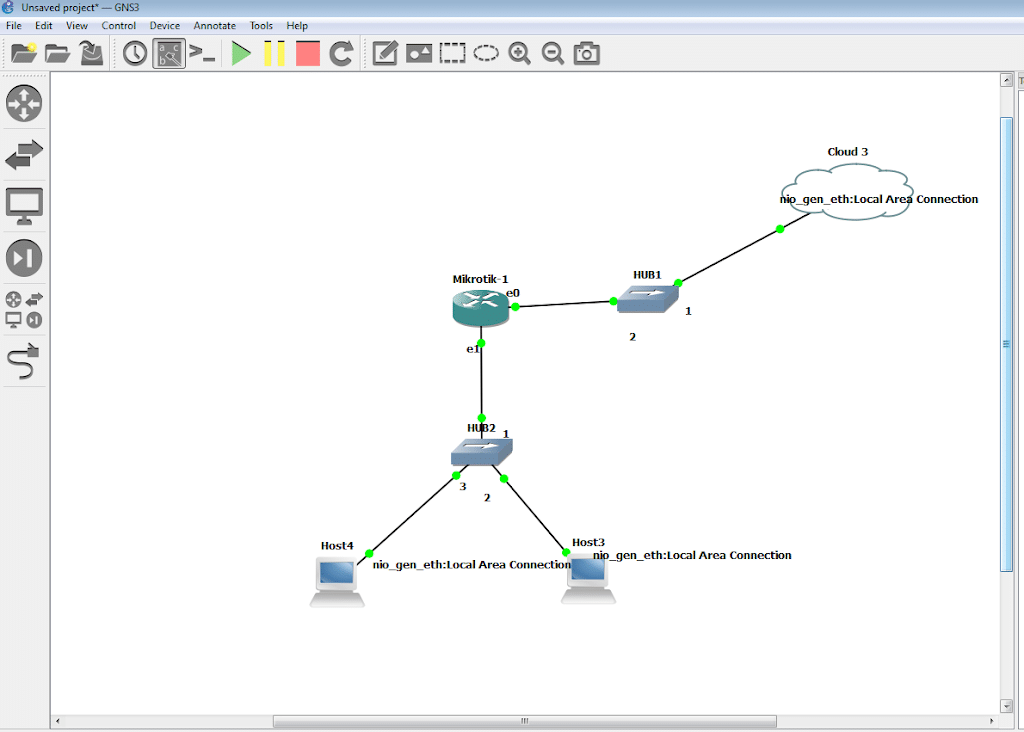 Unsaved project* — GNS3
File Edit View Control Device Annotate Tools Help
Cloud 3
nio_gen_eth:Local Area Connection
HUB1
Mikrotik-1
e0
1
2
e1
HUB2
1
3
2
Host3
Host4
nio_gen_eth:Local Area Connection
nio_gen_eth:Local Area Connection